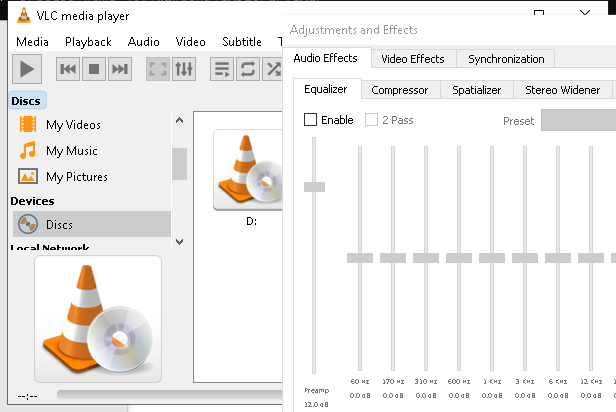 VLC media player
Media Playback Audio Video Subtitle
Adjustments and Effects
Audio Effects Video Effects Synchronization
Equalizer Compressor Spatializer Stereo Widener
Enable 2 Pass Preset
Discs
My Videos
My Music
My Pictures
Devices
Discs
Local Network
D:
--:--
60 Hz 170 Hz 310 Hz 600 Hz 1 KHz 3 KHz 6 KHz 12 KHz
Preamp 0.0 dB 0.0 dB 0.0 dB 0.0 dB 0.0 dB 0.0 dB 0.0 dB 0.0 dB
12.0 dB